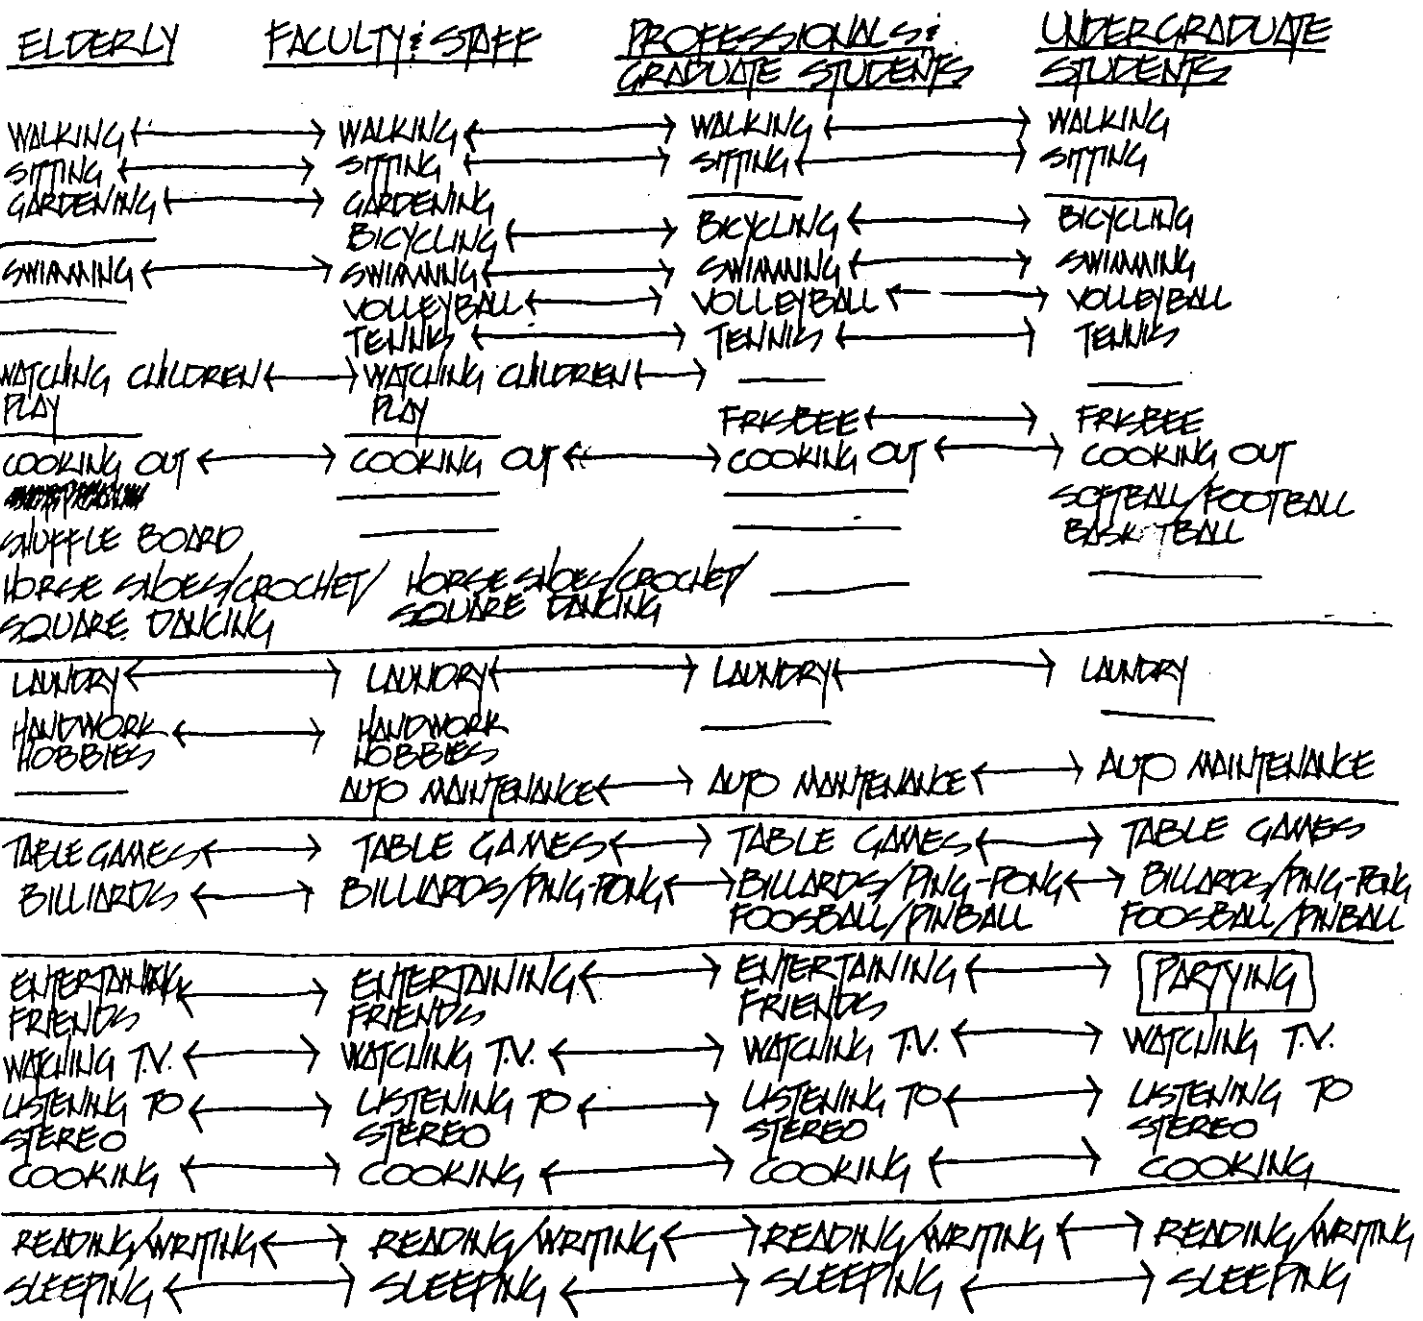 ELDERLY FACULTY & STAFF PROFESSIONALS & UNDERGRADUATE
GRADUATE STUDENTS STUDENTS
WALKING WALKING WALKING WALKING
SITTING SITTING SITTING SITTING
GARDENING GARDENING
BICYCLING BICYCLING BICYCLING
SWIMMING SWIMMING SWIMMING SWIMMING
VOLLEYBALL VOLLEYBALL VOLLEYBALL
TENNIS TENNIS TENNIS
WATCHING CHILDREN WATCHING CHILDREN
PLAY PLAY
FRISBEE FRISBEE
COOKING OUT COOKING OUT COOKING OUT COOKING OUT
SOFTBALL/FOOTBALL
SHUFFLE BOARD BASKETBALL
HORSE SHOES/CROCHET/ HORSE SHOES/CROCHET/
SQUARE DANCING SQUARE DANCING
LAUNDRY LAUNDRY LAUNDRY LAUNDRY
HANDWORK HANDWORK
HOBBIES HOBBIES
AUTO MAINTENANCE AUTO MAINTENANCE AUTO MAINTENANCE
TABLE GAMES TABLE GAMES TABLE GAMES TABLE GAMES
BILLIARDS BILLIARDS/PING-PONG BILLARDS/PING-PONG BILLARDS/PING-PONG
FOOSBALL/PINBALL FOOSBALL/PINBALL
ENTERTAINING ENTERTAINING ENTERTAINING PARTYING
FRIENDS FRIENDS FRIENDS
WATCHING T.V. WATCHING T.V. WATCHING T.V. WATCHING T.V.
LISTENING TO LISTENING TO LISTENING TO LISTENING TO
STEREO STEREO STEREO STEREO
COOKING COOKING COOKING COOKING
READING/WRITING READING/WRITING READING/WRITING READING/WRITING
SLEEPING SLEEPING SLEEPING SLEEPING